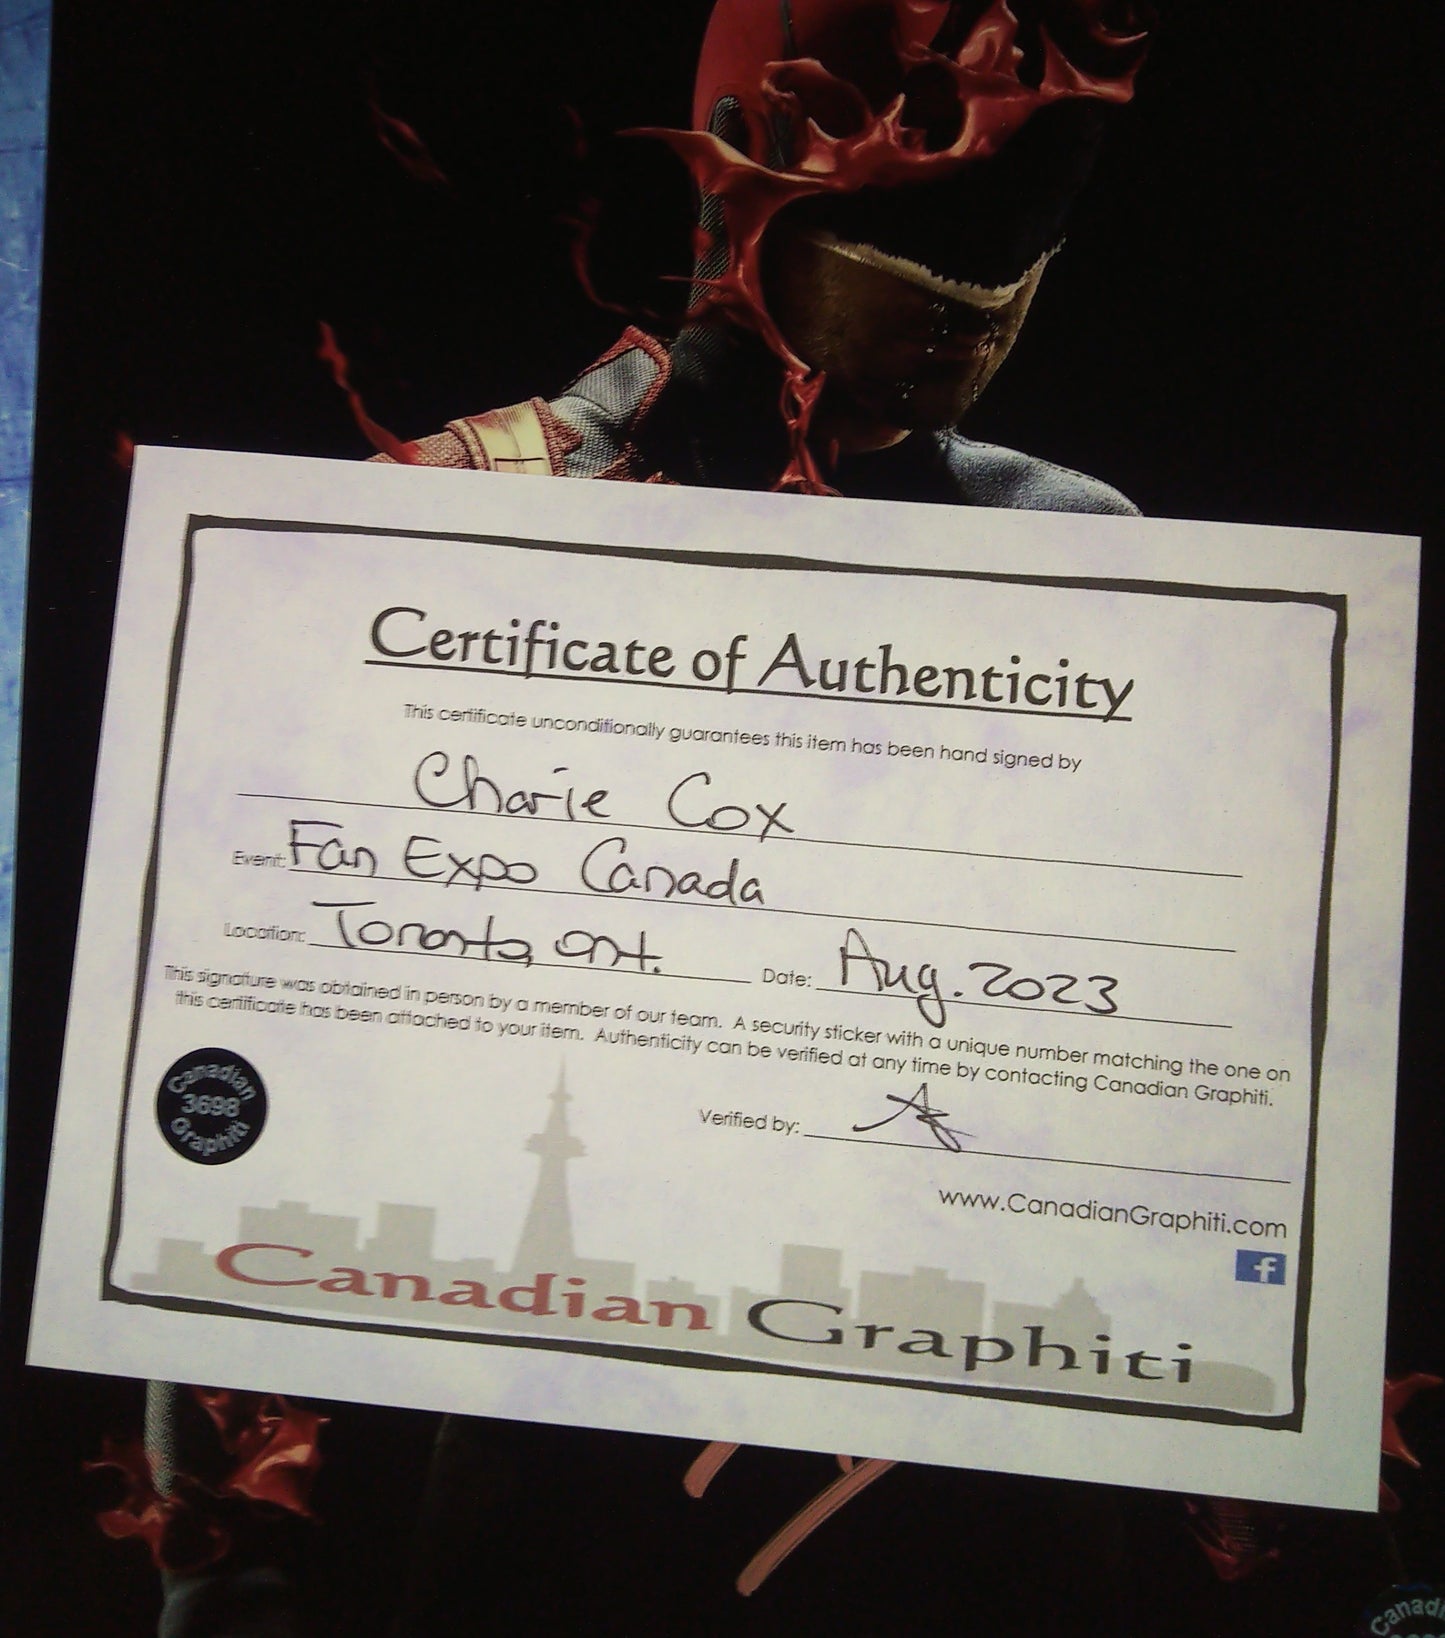 Certificate of Authenticity
This certificate unconditionally guarantees this item has been hand signed by
Charie Cox
Event: Fan Expo Canada
Location: Toronto, Ont. Date: Aug. 2023
This signature was obtained in person by a member of our team. A security sticker with a unique number matching the one on
this certificate has been attached to your item. Authenticity can be verified at any time by contacting Canadian Graphiti.
Canadian
3698
Graphiti
Verified by:
www.CanadianGraphiti.com
f
Canadian Graphiti
Canadi